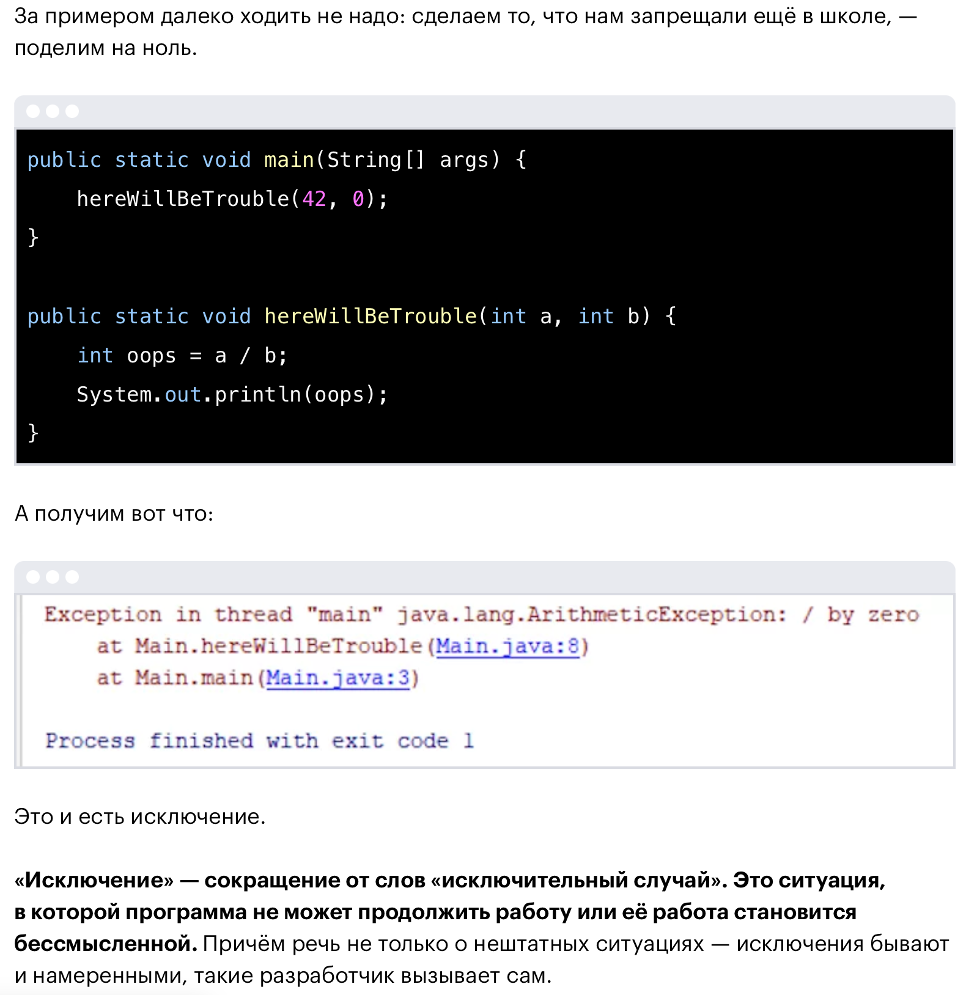 За примером далеко ходить не надо: сделаем то, что нам запрещали ещё в школе, —
поделим на ноль.
public static void main(String[] args) {
    hereWillBeTrouble(42, 0);
}
public static void hereWillBeTrouble(int a, int b) {
    int oops = a / b;
    System.out.println(oops);
}
А получим вот что:
Exception in thread "main" java.lang.ArithmeticException: / by zero
    at Main.hereWillBeTrouble(Main.java:8)
    at Main.main(Main.java:3)
Process finished with exit code 1
Это и есть исключение.
«Исключение» — сокращение от слов «исключительный случай». Это ситуация,
в которой программа не может продолжить работу или её работа становится
бессмысленной. Причём речь не только о нештатных ситуациях — исключения бывают
и намеренными, такие разработчик вызывает сам.